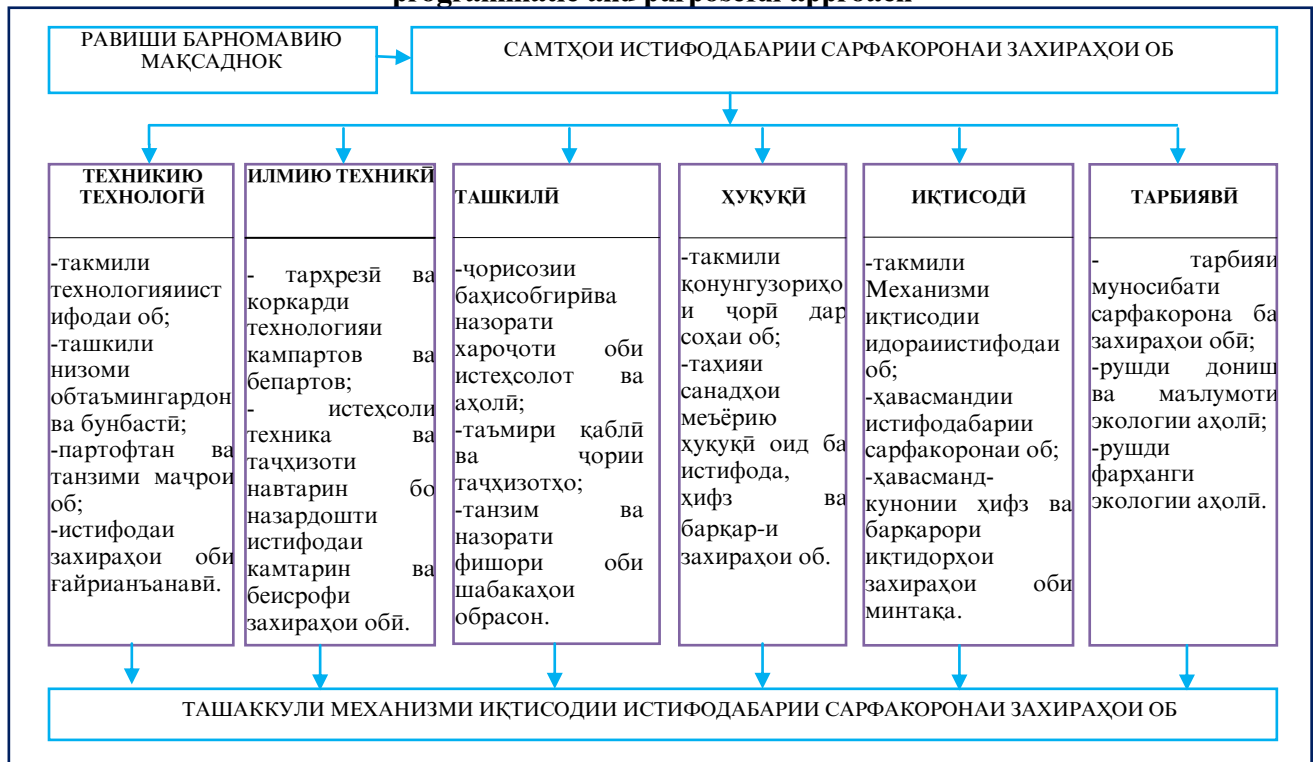 programmatic and purposeful approach
РАВИШИ БАРНОМАВИЮ
МАҚСАДНОК
САМТҲОИ ИСТИФОДАБАРИИ САРФАКОРОНАИ ЗАХИРАҲОИ ОБ
ТЕХНИКИЮ
ТЕХНОЛОГӢ
-такмили
технологияиист
ифодаи об;
-ташкили
низоми
обтаъмингардон
ва бунбастӣ;
-партофтан ва
танзими маҷрои
об;
-истифодаи
захираҳои оби
ғайрианъанавӣ.
ИЛМИЮ ТЕХНИКӢ
- тарҳрезӣ ва
коркарди
технологияи
кампартов ва
бепартов;
- истеҳсоли
техника ва
таҷҳизоти
навтарин бо
назардошти
истифодаи
камтарин ва
беисрофи
захираҳои обӣ.
ТАШКИЛӢ
-ҷорисозии
баҳисобгирӣва
назорати
хароҷоти оби
истеҳсолот ва
аҳолӣ;
-таъмири қаблӣ
ва ҷории
таҷҳизотҳо;
-танзим ва
назорати
фишори оби
шабакаҳои
обрасон.
ҲУҚУҚӢ
-такмили
қонунгузориҳо
и ҷорӣ дар
соҳаи об;
-таҳияи
санадҳои
меъёрию
ҳуқуқӣ оид ба
истифода,
ҳифз ва
барқар-и
захираҳои об.
ИҚТИСОДӢ
-такмили
Механизми
иқтисодии
идораиистифодаи
об;
-ҳавасмандии
истифодабарии
сарфакоронаи об;
-ҳавасманд-
кунонии ҳифз ва
барқарори
иқтидорҳои
захираҳои оби
минтақа.
ТАРБИЯВӢ
- тарбияи
муносибати
сарфакорона ба
захираҳои обӣ;
-рушди дониш
ва маълумоти
экологии аҳолӣ;
-рушди
фарҳанги
экологии аҳолӣ.
ТАШАККУЛИ МЕХАНИЗМИ ИҚТИСОДИИ ИСТИФОДАБАРИИ САРФАКОРОНАИ ЗАХИРАҲОИ ОБ